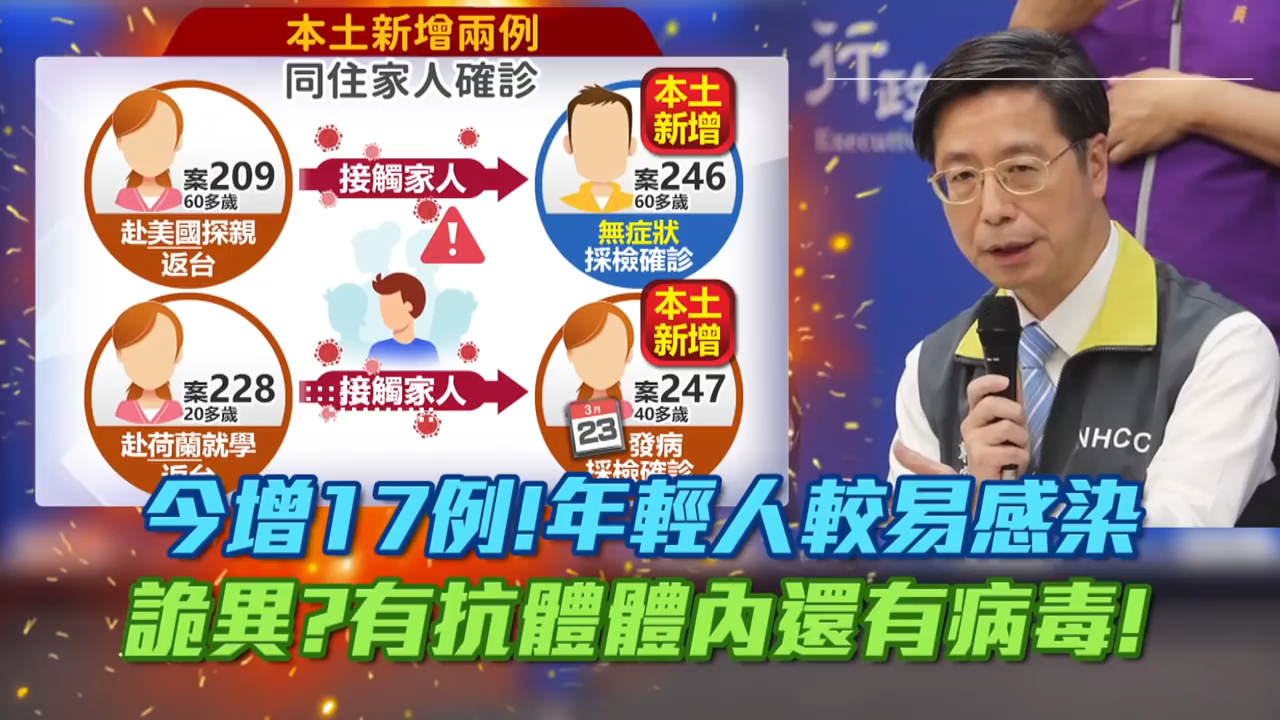 本土新增兩例
同住家人確診
案209
60多歲
赴美國探親
返台
接觸家人
本土
新增
案246
60多歲
無症狀
採檢確診
案228
20多歲
赴荷蘭就學
返台
接觸家人
本土
新增
案247
40多歲
3月
23
發病
採檢確診
行政
Executiv
員
NHCC
今增17例!年輕人較易感染
詭異?有抗體體內還有病毒!